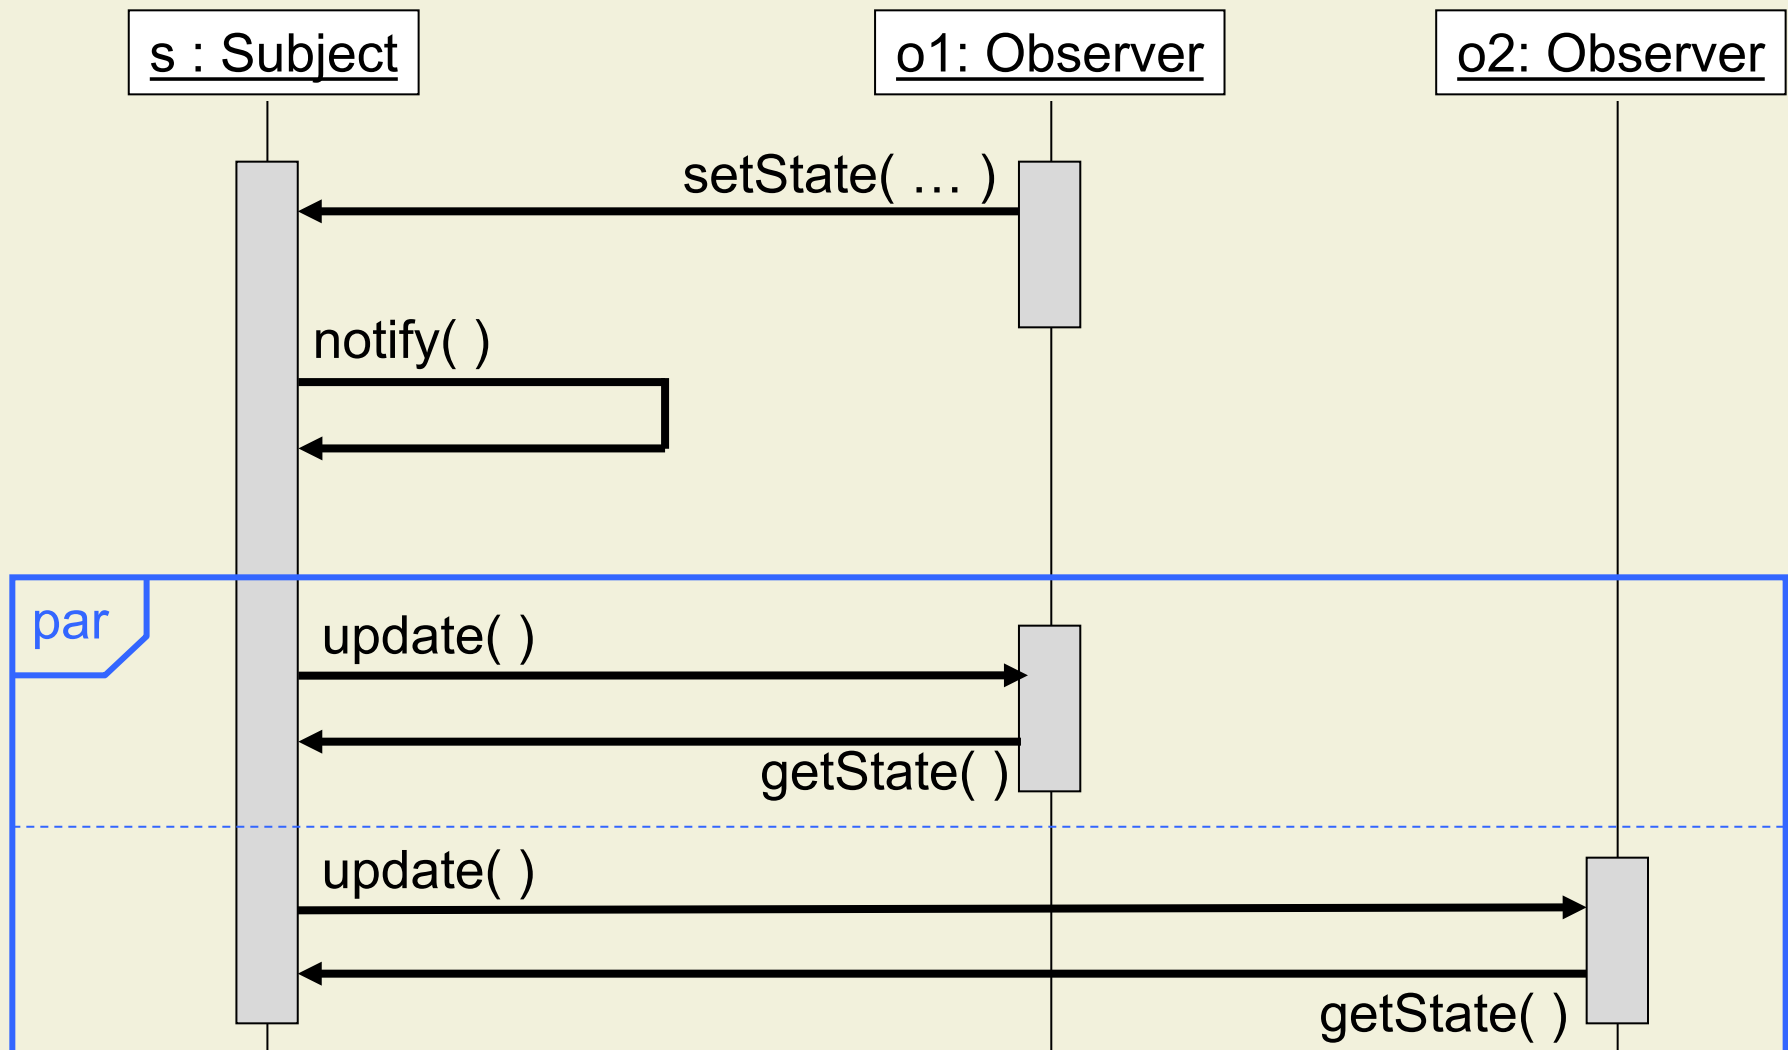 s : Subject
o1: Observer
o2: Observer
setState( … )
notify( )
par
update( )
getState( )
update( )
getState( )